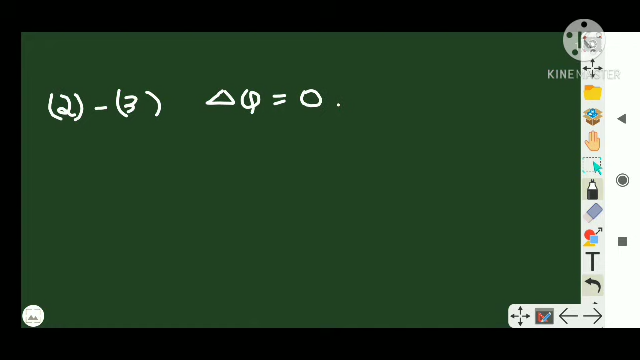 KINEMASTER
(2) - (3) Δφ = 0.
T